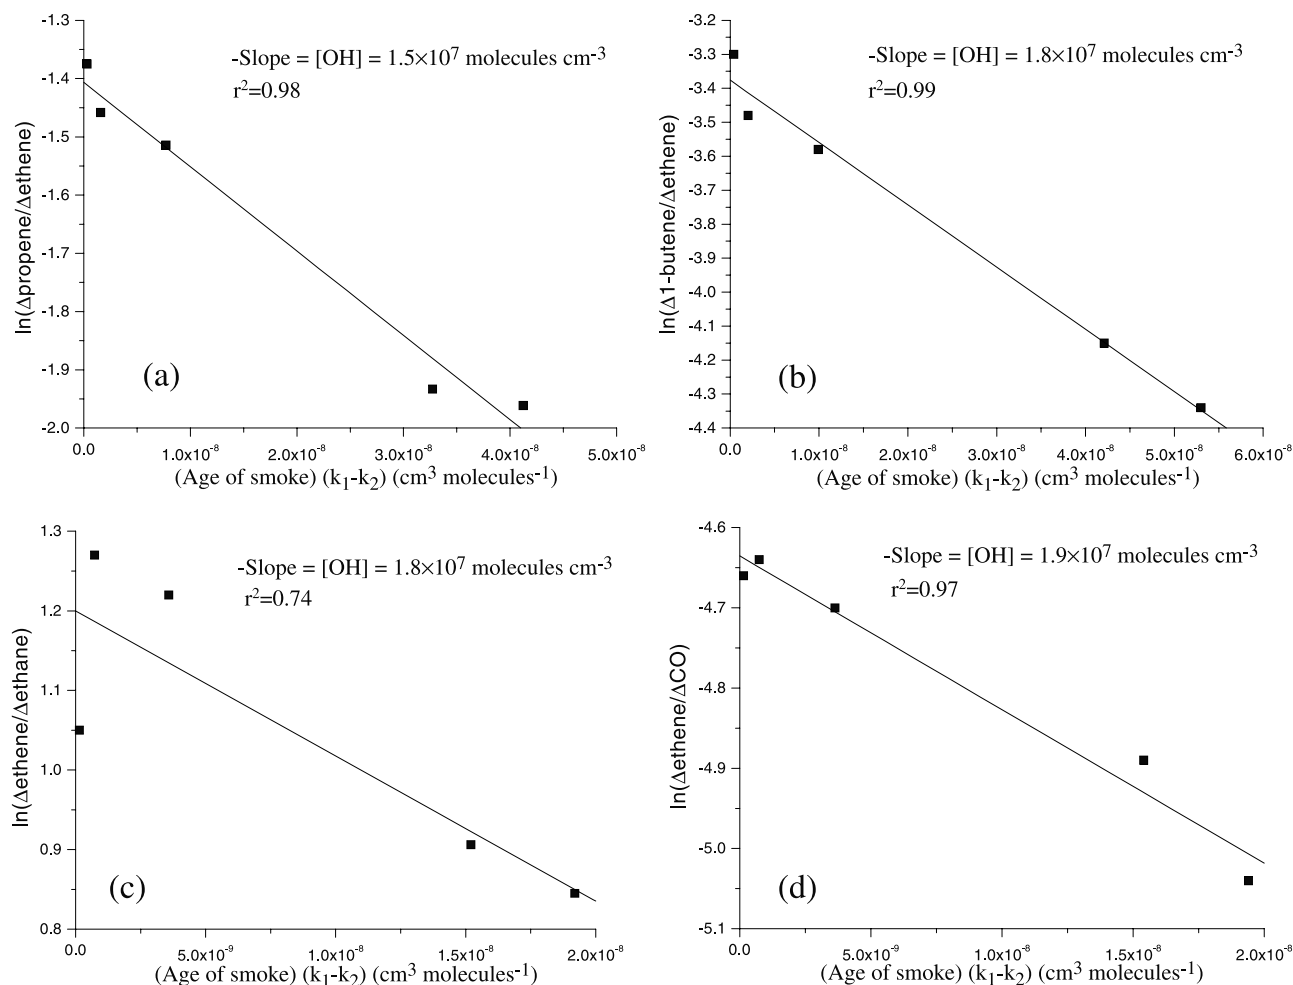 -Slope = [OH] = 1.5×10⁷ molecules cm⁻³
r²=0.98
ln(Δpropene/Δethene)
-1.3
-1.4
-1.5
-1.6
-1.7
-1.8
-1.9
-2.0
(a)
0.0 1.0x10⁻⁸ 2.0x10⁻⁸ 3.0x10⁻⁸ 4.0x10⁻⁸ 5.0x10⁻⁸
(Age of smoke) (k₁-k₂) (cm³ molecules⁻¹)
-Slope = [OH] = 1.8×10⁷ molecules cm⁻³
r²=0.99
ln(Δ1-butene/Δethene)
-3.2
-3.3
-3.4
-3.5
-3.6
-3.7
-3.8
-3.9
-4.0
-4.1
-4.2
-4.3
-4.4
(b)
0.0 1.0x10⁻⁸ 2.0x10⁻⁸ 3.0x10⁻⁸ 4.0x10⁻⁸ 5.0x10⁻⁸ 6.0x10⁻⁸
(Age of smoke) (k₁-k₂) (cm³ molecules⁻¹)
-Slope = [OH] = 1.8×10⁷ molecules cm⁻³
r²=0.74
ln(Δethene/Δethane)
1.3
1.2
1.1
1.0
0.9
0.8
(c)
0.0 5.0x10⁻⁹ 1.0x10⁻⁸ 1.5x10⁻⁸ 2.0x10⁻⁸
(Age of smoke) (k₁-k₂) (cm³ molecules⁻¹)
-Slope = [OH] = 1.9×10⁷ molecules cm⁻³
r²=0.97
ln(Δethene/ΔCO)
-4.6
-4.7
-4.8
-4.9
-5.0
-5.1
(d)
0.0 5.0x10⁻⁹ 1.0x10⁻⁸ 1.5x10⁻⁸ 2.0x10⁻⁸
(Age of smoke) (k₁-k₂) (cm³ molecules⁻¹)